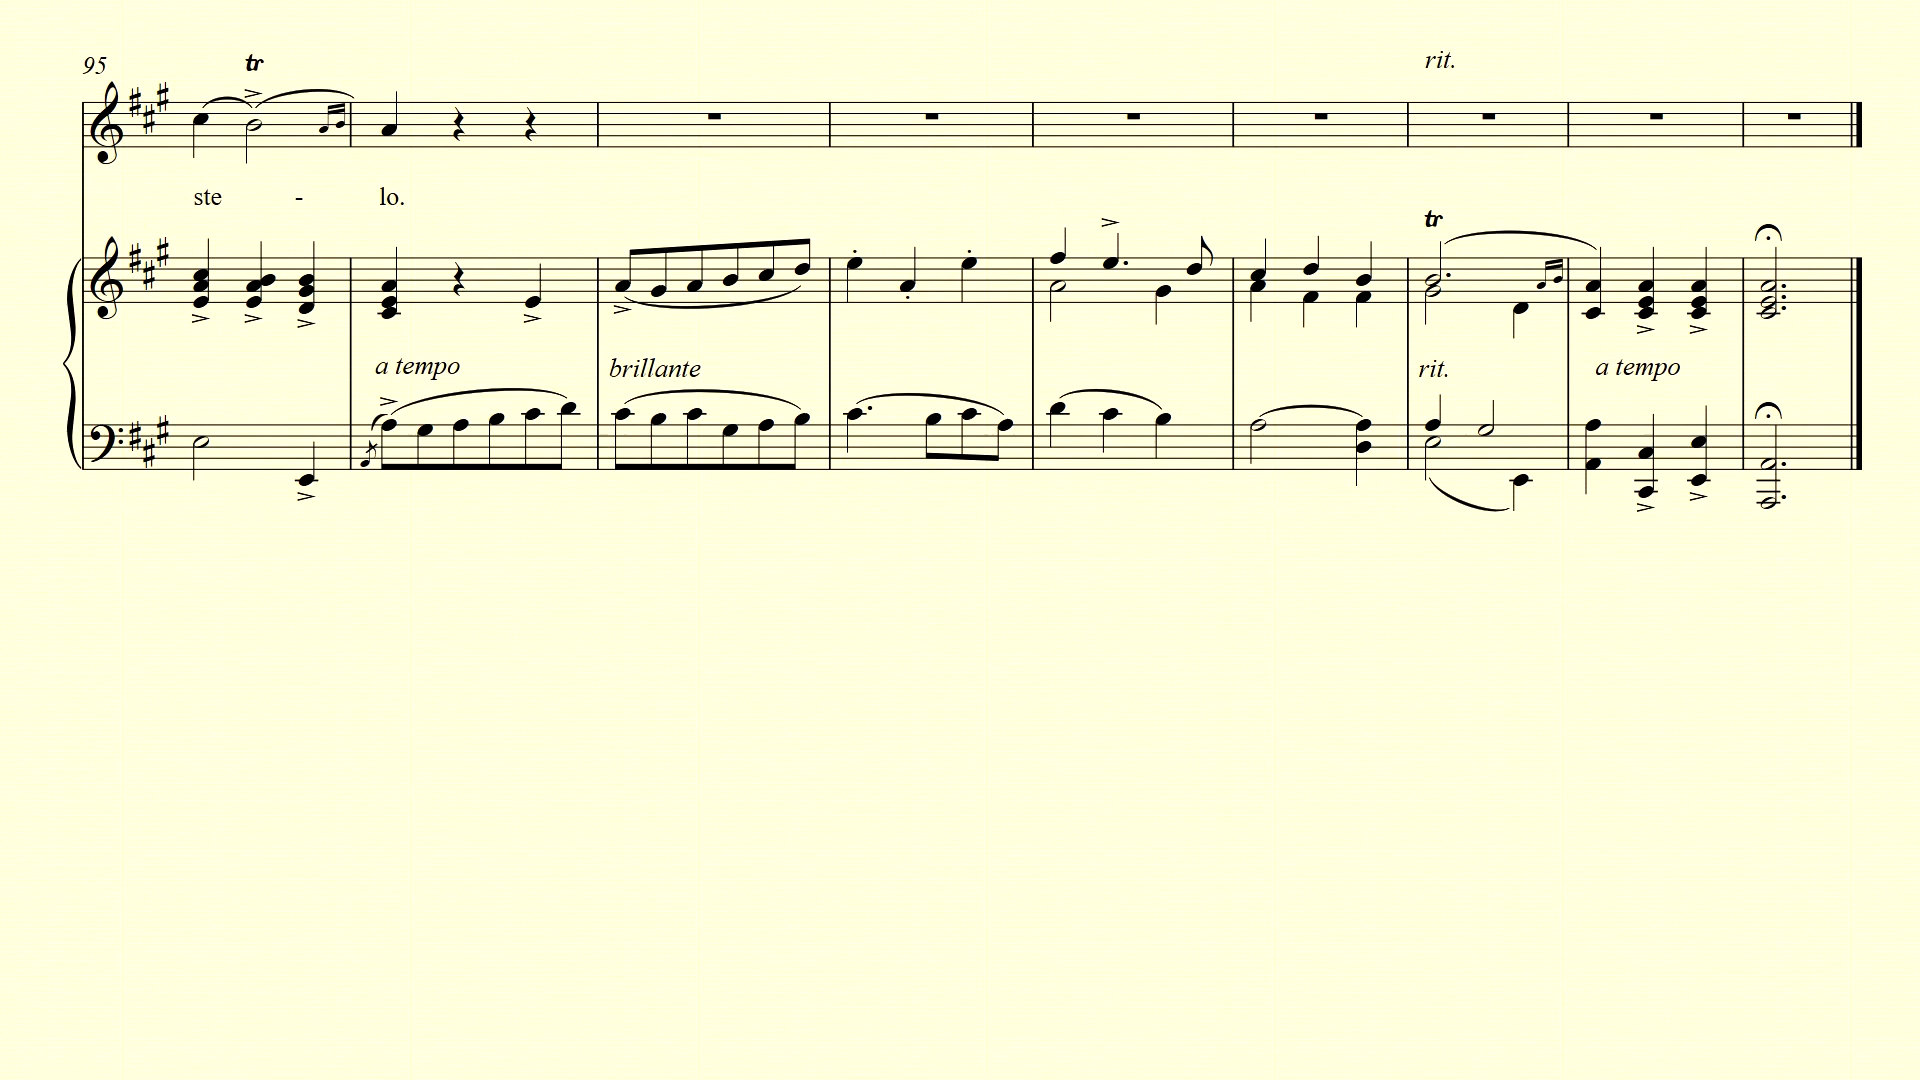 rit.
95 tr
ste - lo.
tr
a tempo brillante rit. a tempo